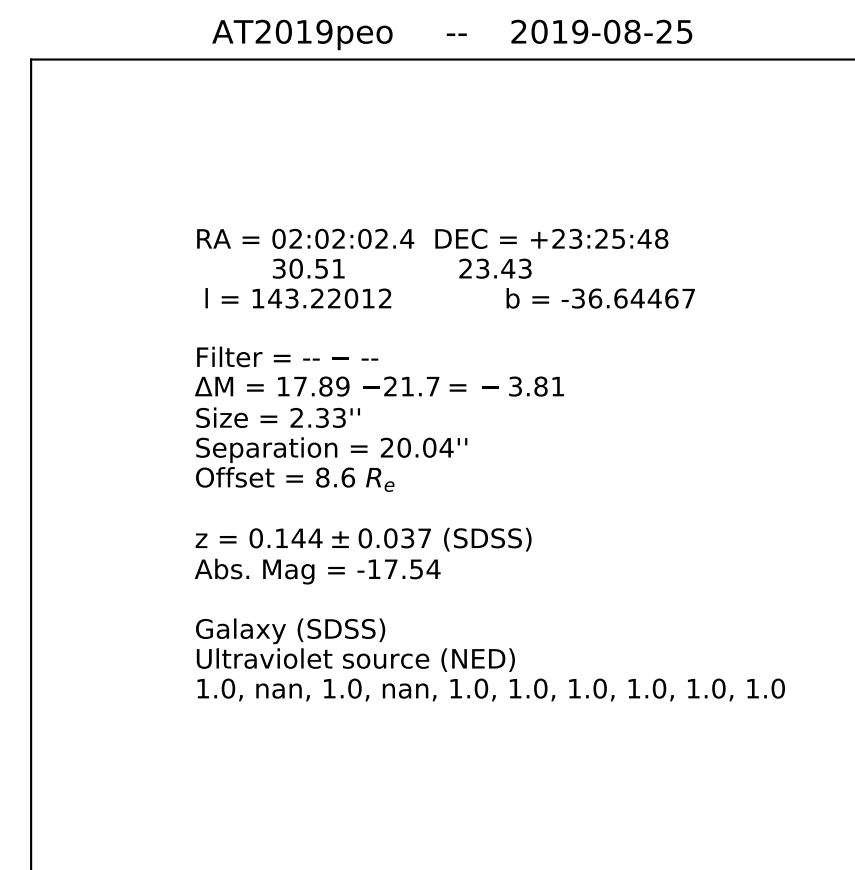 AT2019peo -- 2019-08-25
RA = 02:02:02.4 DEC = +23:25:48
30.51 23.43
l = 143.22012 b = -36.64467
Filter = -- − --
ΔM = 17.89 −21.7 = − 3.81
Size = 2.33''
Separation = 20.04''
Offset = 8.6 Re
z = 0.144 ± 0.037 (SDSS)
Abs. Mag = -17.54
Galaxy (SDSS)
Ultraviolet source (NED)
1.0, nan, 1.0, nan, 1.0, 1.0, 1.0, 1.0, 1.0, 1.0